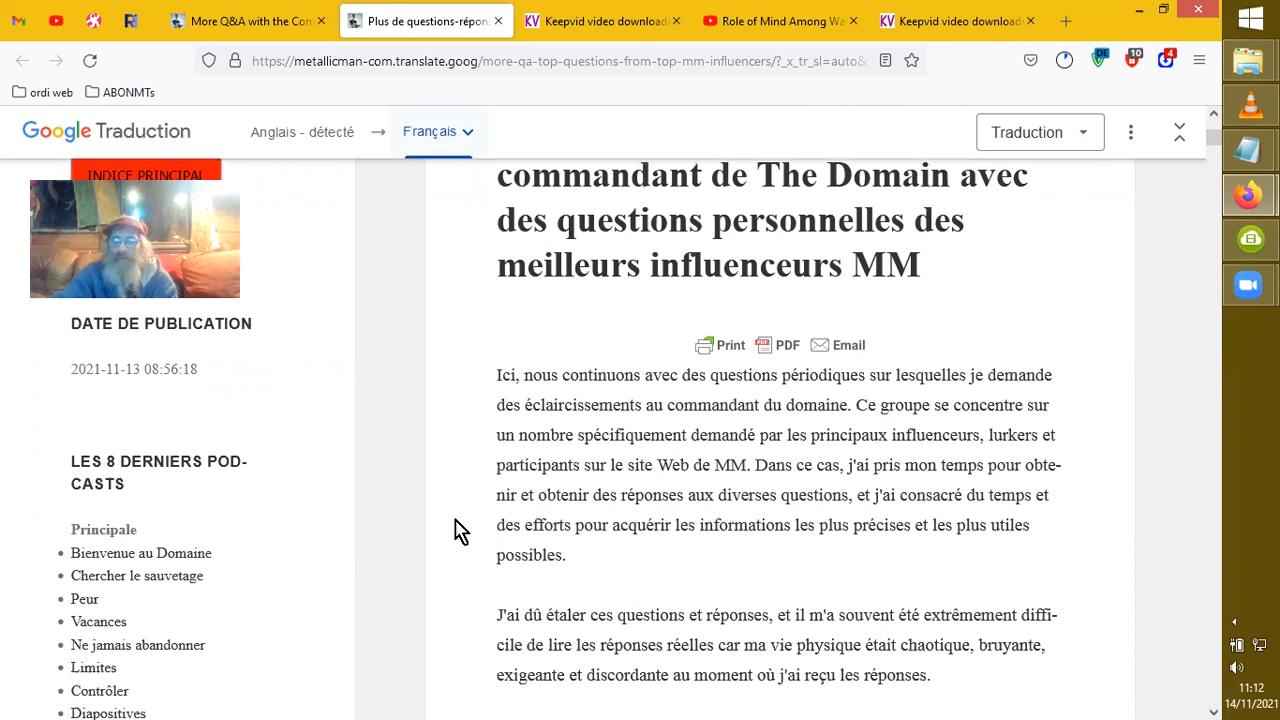 More Q&A with the Com
Plus de questions-répon
Keepvid video download
Role of Mind Among Wa
Keepvid video download
https://metallicman-com.translate.goog/more-qa-top-questions-from-top-mm-influencers/?_x_tr_sl=auto&
DE
10
4
ordi web
ABONMTs
Google Traduction
Anglais - détecté
Français
Traduction
INDICE PRINCIPAL
commandant de The Domain avec
des questions personnelles des
meilleurs influenceurs MM
Print
PDF
Email
DATE DE PUBLICATION
2021-11-13 08:56:18
LES 8 DERNIERS POD-
CASTS
Principale
Bienvenue au Domaine
Chercher le sauvetage
Peur
Vacances
Ne jamais abandonner
Limites
Contrôler
Diapositives
Ici, nous continuons avec des questions périodiques sur lesquelles je demande
des éclaircissements au commandant du domaine. Ce groupe se concentre sur
un nombre spécifiquement demandé par les principaux influenceurs, lurkers et
participants sur le site Web de MM. Dans ce cas, j'ai pris mon temps pour obte-
nir et obtenir des réponses aux diverses questions, et j'ai consacré du temps et
des efforts pour acquérir les informations les plus précises et les plus utiles
possibles.
J'ai dû étaler ces questions et réponses, et il m'a souvent été extrêmement diffi-
cile de lire les réponses réelles car ma vie physique était chaotique, bruyante,
exigeante et discordante au moment où j'ai reçu les réponses.
11:12
14/11/2021